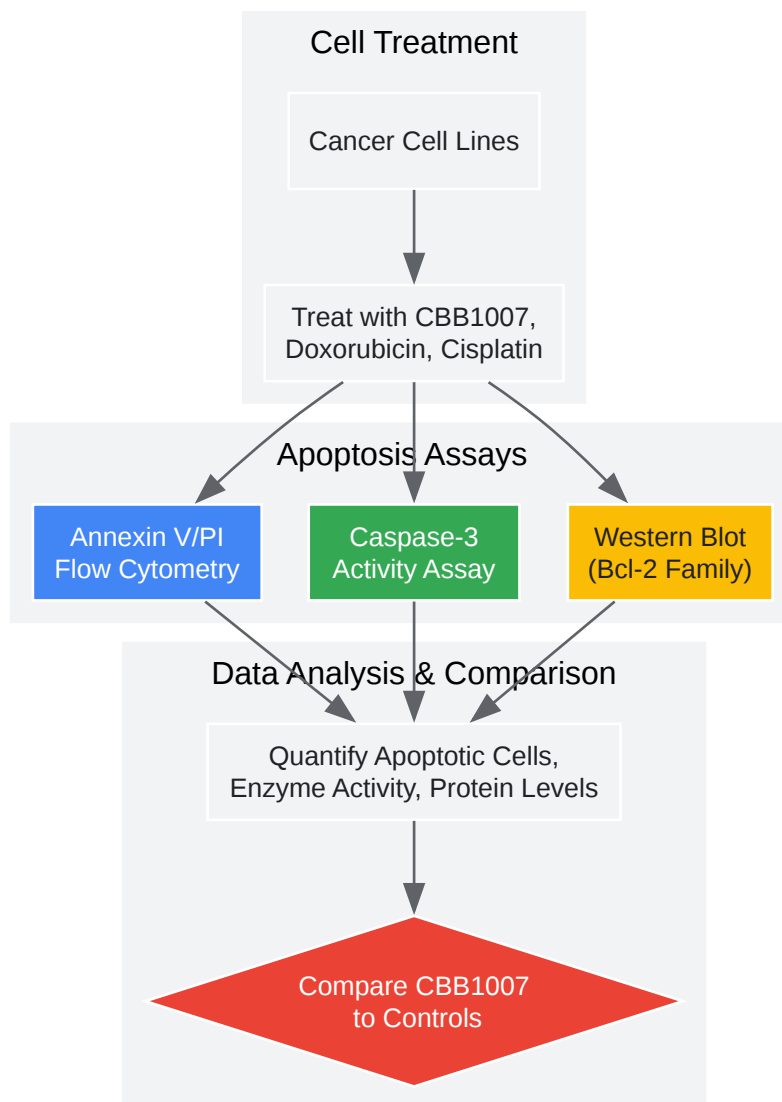 Cell Treatment
Cancer Cell Lines
Treat with CBB1007,
Doxorubicin, Cisplatin
Apoptosis Assays
Annexin V/PI
Flow Cytometry
Caspase-3
Activity Assay
Western Blot
(Bcl-2 Family)
Data Analysis & Comparison
Quantify Apoptotic Cells,
Enzyme Activity, Protein Levels
Compare CBB1007
to Controls